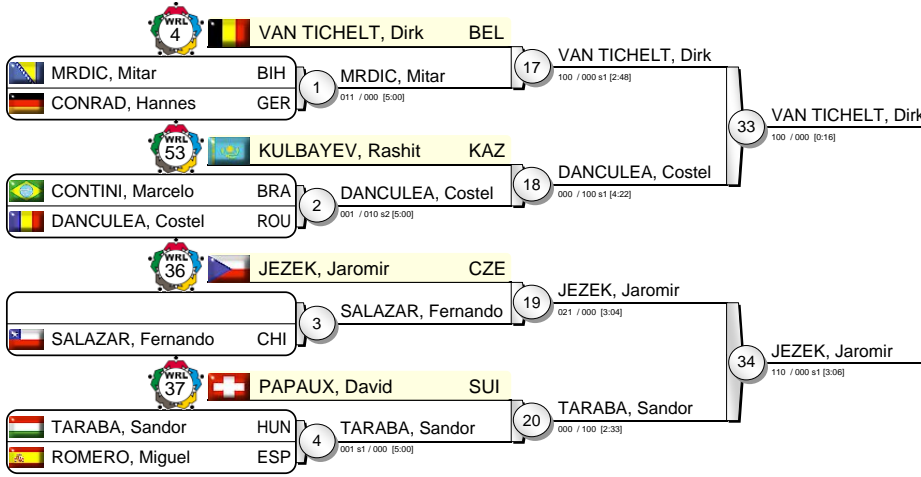 WRL
4
VAN TICHELT, Dirk BEL
MRDIC, Mitar BIH
CONRAD, Hannes GER
1
MRDIC, Mitar
011 / 000 [5:00]
17
VAN TICHELT, Dirk
100 / 000 s1 [2:48]
WRL
53
KULBAYEV, Rashit KAZ
CONTINI, Marcelo BRA
DANCULEA, Costel ROU
2
DANCULEA, Costel
001 / 010 s2 [5:00]
18
DANCULEA, Costel
000 / 100 s1 [4:22]
33
VAN TICHELT, Dirk
100 / 000 [0:16]
WRL
36
JEZEK, Jaromir CZE
SALAZAR, Fernando CHI
3
SALAZAR, Fernando
19
JEZEK, Jaromir
021 / 000 [3:04]
WRL
37
PAPAUX, David SUI
TARABA, Sandor HUN
ROMERO, Miguel ESP
4
TARABA, Sandor
001 s1 / 000 [5:00]
20
TARABA, Sandor
000 / 100 [2:33]
34
JEZEK, Jaromir
110 / 000 s1 [3:06]